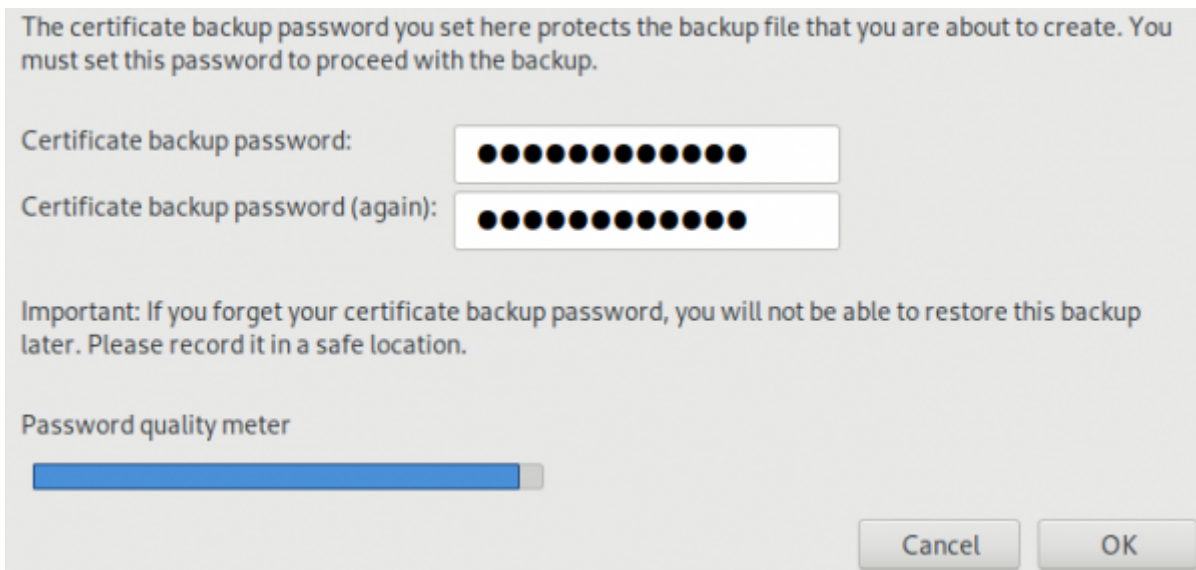 The certificate backup password you set here protects the backup file that you are about to create. You
must set this password to proceed with the backup.
Certificate backup password:
Certificate backup password (again):
Important: If you forget your certificate backup password, you will not be able to restore this backup
later. Please record it in a safe location.
Password quality meter
Cancel OK